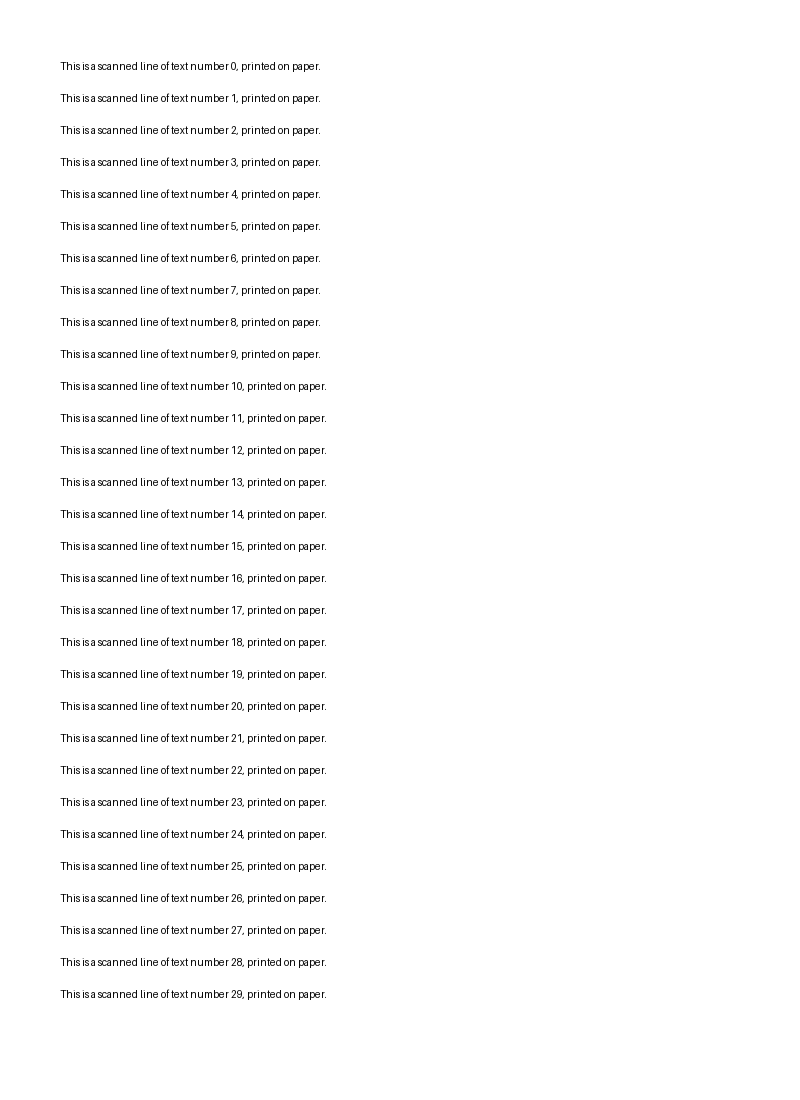 This is a scanned line of text number 0, printed on paper.
This is a scanned line of text number 1, printed on paper.
This is a scanned line of text number 2, printed on paper.
This is a scanned line of text number 3, printed on paper.
This is a scanned line of text number 4, printed on paper.
This is a scanned line of text number 5, printed on paper.
This is a scanned line of text number 6, printed on paper.
This is a scanned line of text number 7, printed on paper.
This is a scanned line of text number 8, printed on paper.
This is a scanned line of text number 9, printed on paper.
This is a scanned line of text number 10, printed on paper.
This is a scanned line of text number 11, printed on paper.
This is a scanned line of text number 12, printed on paper.
This is a scanned line of text number 13, printed on paper.
This is a scanned line of text number 14, printed on paper.
This is a scanned line of text number 15, printed on paper.
This is a scanned line of text number 16, printed on paper.
This is a scanned line of text number 17, printed on paper.
This is a scanned line of text number 18, printed on paper.
This is a scanned line of text number 19, printed on paper.
This is a scanned line of text number 20, printed on paper.
This is a scanned line of text number 21, printed on paper.
This is a scanned line of text number 22, printed on paper.
This is a scanned line of text number 23, printed on paper.
This is a scanned line of text number 24, printed on paper.
This is a scanned line of text number 25, printed on paper.
This is a scanned line of text number 26, printed on paper.
This is a scanned line of text number 27, printed on paper.
This is a scanned line of text number 28, printed on paper.
This is a scanned line of text number 29, printed on paper.